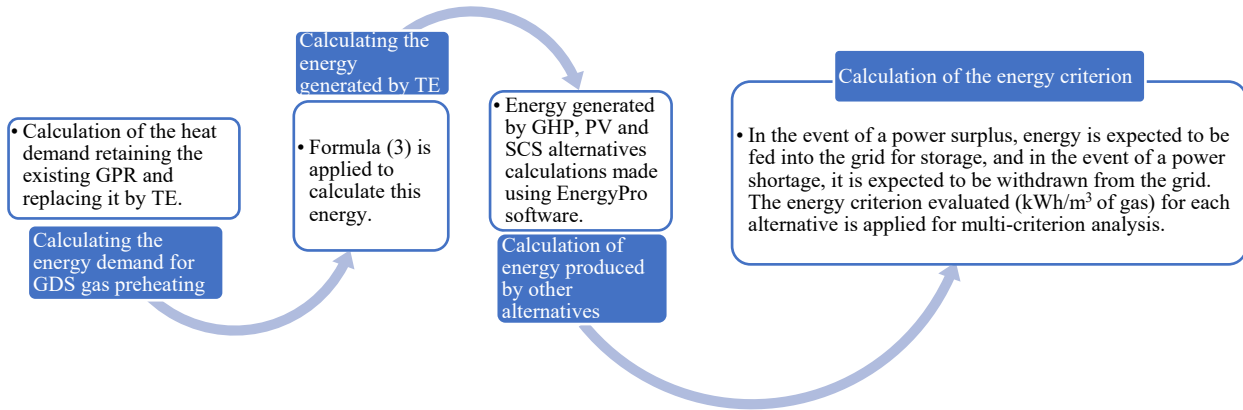 • Calculation of the heat
demand retaining the
existing GPR and
replacing it by TE.
Calculating the
energy demand for
GDS gas preheating
Calculating the
energy
generated by TE
• Formula (3) is
applied to
calculate this
energy.
• Energy generated
by GHP, PV and
SCS alternatives
calculations made
using EnergyPro
software.
Calculation of
energy produced
by other
alternatives
Calculation of the energy criterion
• In the event of a power surplus, energy is expected to be
fed into the grid for storage, and in the event of a power
shortage, it is expected to be withdrawn from the grid.
The energy criterion evaluated (kWh/m³ of gas) for each
alternative is applied for multi-criterion analysis.